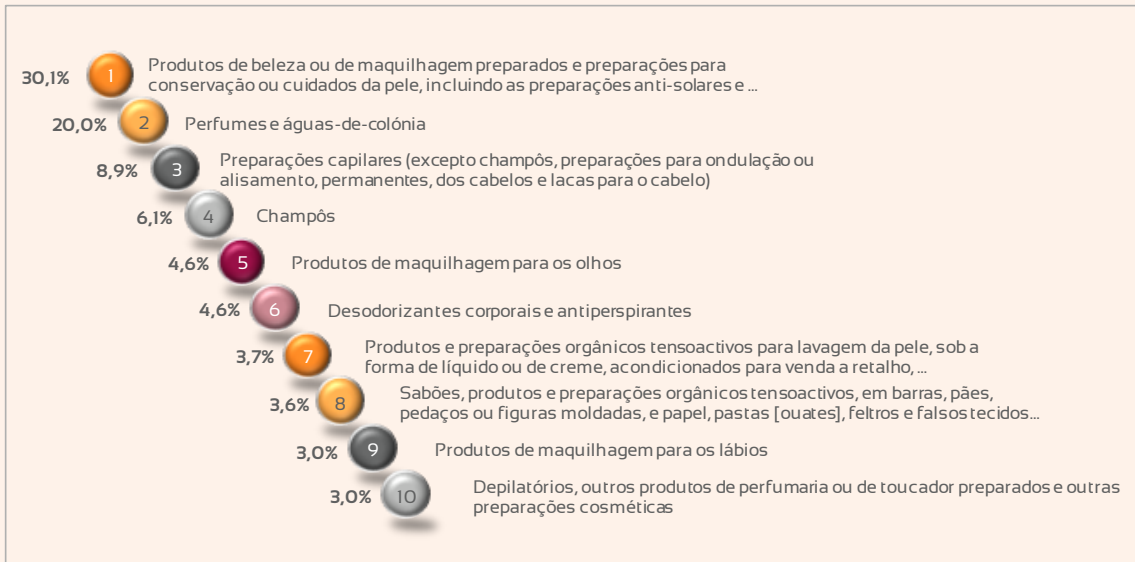 30,1%
1
Produtos de beleza ou de maquilhagem preparados e preparações para
conservação ou cuidados da pele, incluindo as preparações anti-solares e ...
20,0%
2
Perfumes e águas-de-colónia
8,9%
3
Preparações capilares (excepto champôs, preparações para ondulação ou
alisamento, permanentes, dos cabelos e lacas para o cabelo)
6,1%
4
Champôs
4,6%
5
Produtos de maquilhagem para os olhos
4,6%
6
Desodorizantes corporais e antiperspirantes
3,7%
7
Produtos e preparações orgânicos tensoactivos para lavagem da pele, sob a
forma de líquido ou de creme, acondicionados para venda a retalho, ...
3,6%
8
Sabões, produtos e preparações orgânicos tensoactivos, em barras, pães,
pedaços ou figuras moldadas, e papel, pastas [ouates], feltros e falsos tecidos...
3,0%
9
Produtos de maquilhagem para os lábios
3,0%
10
Depilatórios, outros produtos de perfumaria ou de toucador preparados e outras
preparações cosméticas